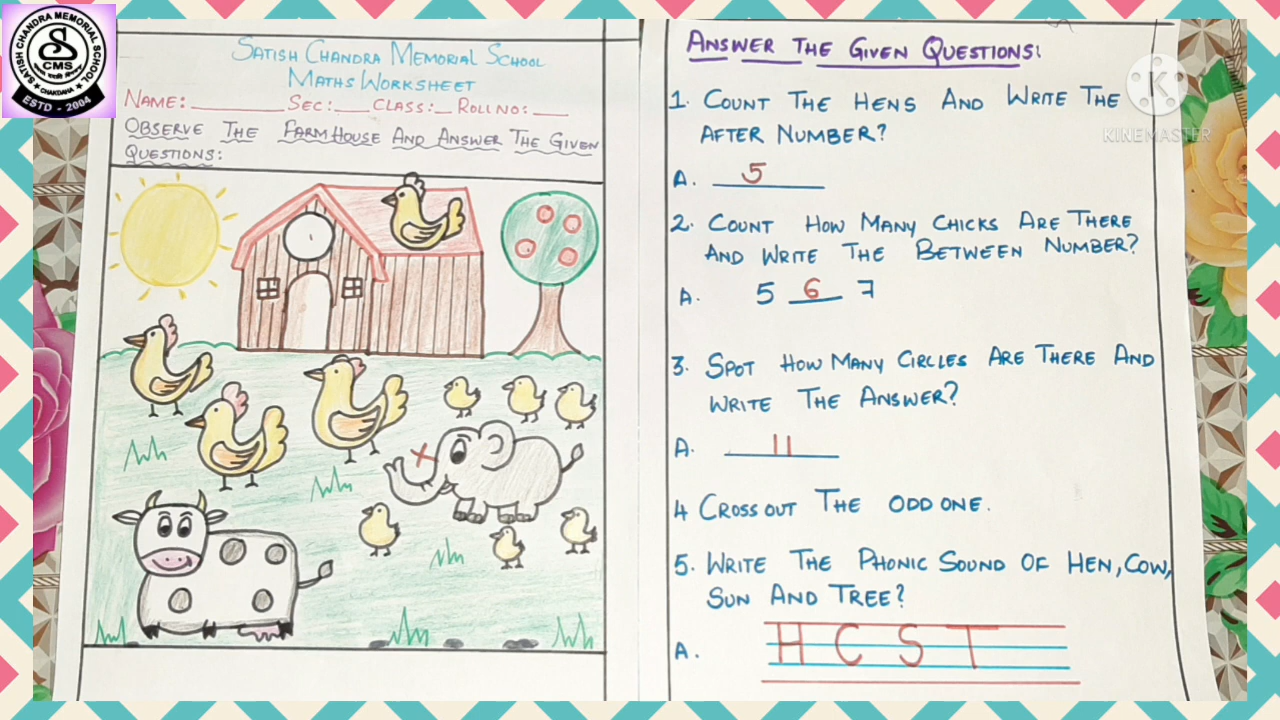 SATISH CHANDRA MEMORIAL SCHOOL
CMS
CHAKDAHA
ESTD - 2004
SATISH CHANDRA MEMORIAL SCHOOL
MATHS WORKSHEET
NAME: SEC: CLASS: ROLL NO:
OBSERVE THE FARMHOUSE AND ANSWER THE GIVEN
QUESTIONS:
ANSWER THE GIVEN QUESTIONS:
1. COUNT THE HENS AND WRITE THE
AFTER NUMBER?
A. 5
2. COUNT HOW MANY CHICKS ARE THERE
AND WRITE THE BETWEEN NUMBER?
A. 5 6 7
3. SPOT HOW MANY CIRCLES ARE THERE AND
WRITE THE ANSWER?
A. 11
4 CROSS OUT THE ODD ONE.
5. WRITE THE PHONIC SOUND OF HEN, COW,
SUN AND TREE?
A. H C S T
K
KINEMASTER